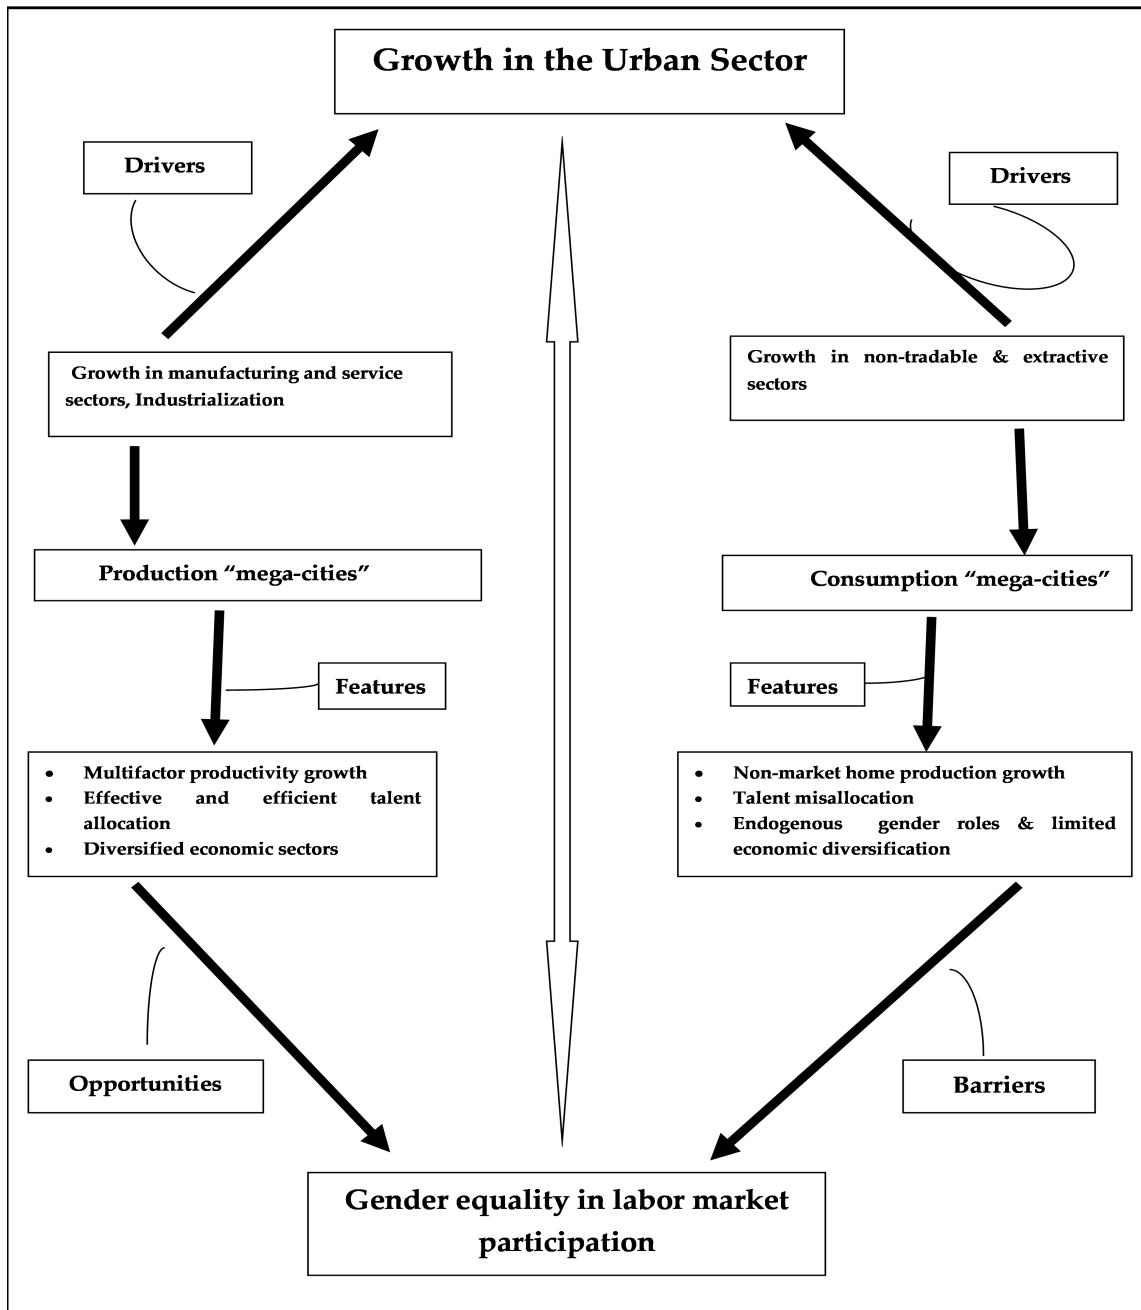 Growth in the Urban Sector
Drivers
Drivers
Growth in manufacturing and service
sectors, Industrialization
Growth in non-tradable & extractive
sectors
Production “mega-cities”
Consumption “mega-cities”
Features
Features
• Multifactor productivity growth
• Effective and efficient talent
allocation
• Diversified economic sectors
• Non-market home production growth
• Talent misallocation
• Endogenous gender roles & limited
economic diversification
Opportunities
Barriers
Gender equality in labor market
participation